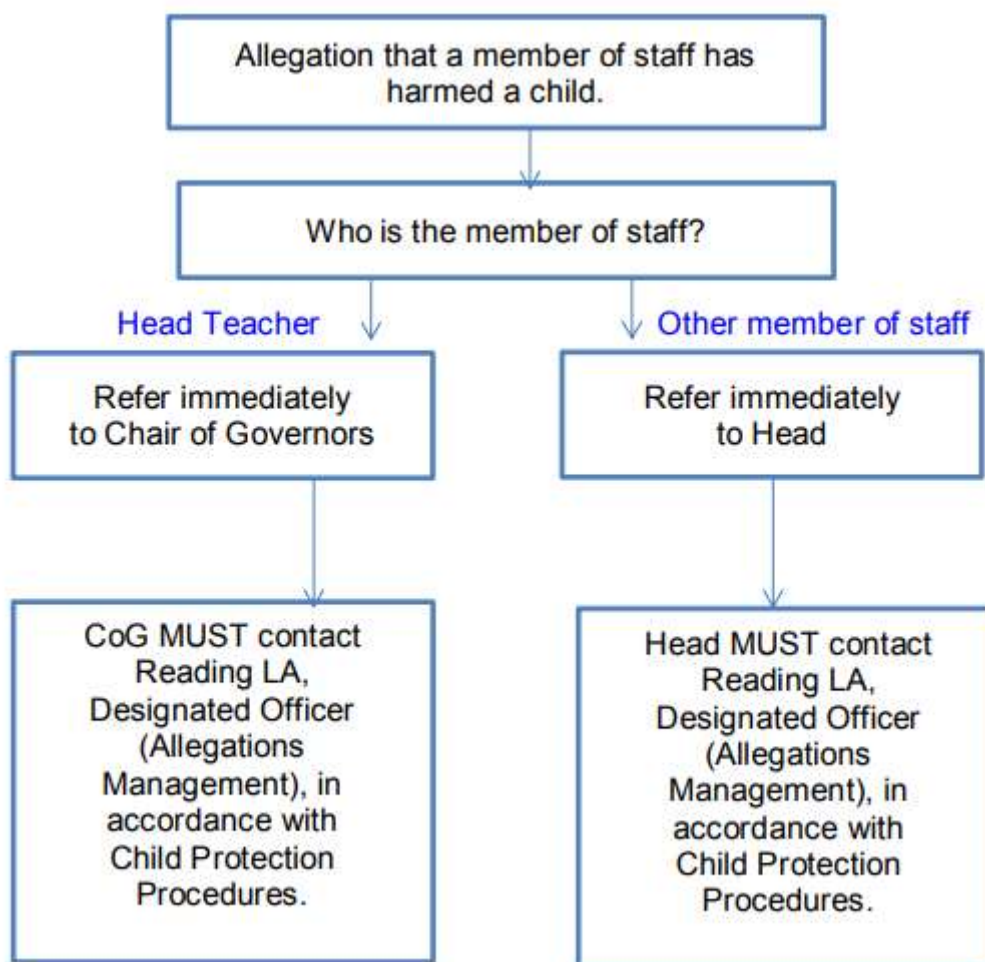 Allegation that a member of staff has
harmed a child.
Who is the member of staff?
Head Teacher
Other member of staff
Refer immediately
to Chair of Governors
Refer immediately
to Head
CoG MUST contact
Reading LA,
Designated Officer
(Allegations
Management), in
accordance with
Child Protection
Procedures.
Head MUST contact
Reading LA,
Designated Officer
(Allegations
Management), in
accordance with
Child Protection
Procedures.